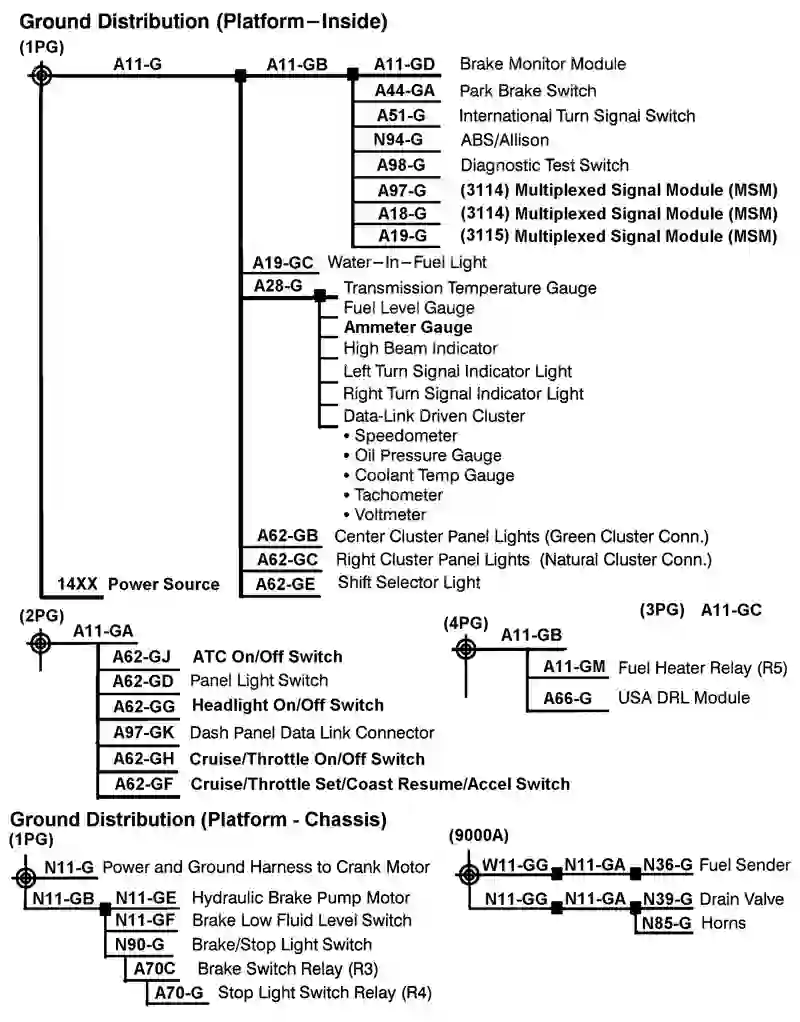 Ground Distribution (Platform–Inside)
(1PG)
A11-G A11-GB A11-GD Brake Monitor Module
A44-GA Park Brake Switch
A51-G International Turn Signal Switch
N94-G ABS/Allison
A98-G Diagnostic Test Switch
A97-G (3114) Multiplexed Signal Module (MSM)
A18-G (3114) Multiplexed Signal Module (MSM)
A19-G (3115) Multiplexed Signal Module (MSM)
A19-GC Water–In–Fuel Light
A28-G Transmission Temperature Gauge
Fuel Level Gauge
Ammeter Gauge
High Beam Indicator
Left Turn Signal Indicator Light
Right Turn Signal Indicator Light
Data-Link Driven Cluster
• Speedometer
• Oil Pressure Gauge
• Coolant Temp Gauge
• Tachometer
• Voltmeter
A62-GB Center Cluster Panel Lights (Green Cluster Conn.)
A62-GC Right Cluster Panel Lights (Natural Cluster Conn.)
14XX Power Source A62-GE Shift Selector Light
(2PG)
A11-GA
A62-GJ ATC On/Off Switch
A62-GD Panel Light Switch
A62-GG Headlight On/Off Switch
A97-GK Dash Panel Data Link Connector
A62-GH Cruise/Throttle On/Off Switch
A62-GF Cruise/Throttle Set/Coast Resume/Accel Switch
(3PG) A11-GC
(4PG)
A11-GB
A11-GM Fuel Heater Relay (R5)
A66-G USA DRL Module
Ground Distribution (Platform - Chassis)
(1PG)
N11-G Power and Ground Harness to Crank Motor
N11-GB N11-GE Hydraulic Brake Pump Motor
N11-GF Brake Low Fluid Level Switch
N90-G Brake/Stop Light Switch
A70C Brake Switch Relay (R3)
A70-G Stop Light Switch Relay (R4)
(9000A)
W11-GG N11-GA N36-G Fuel Sender
N11-GG N11-GA N39-G Drain Valve
N85-G Horns